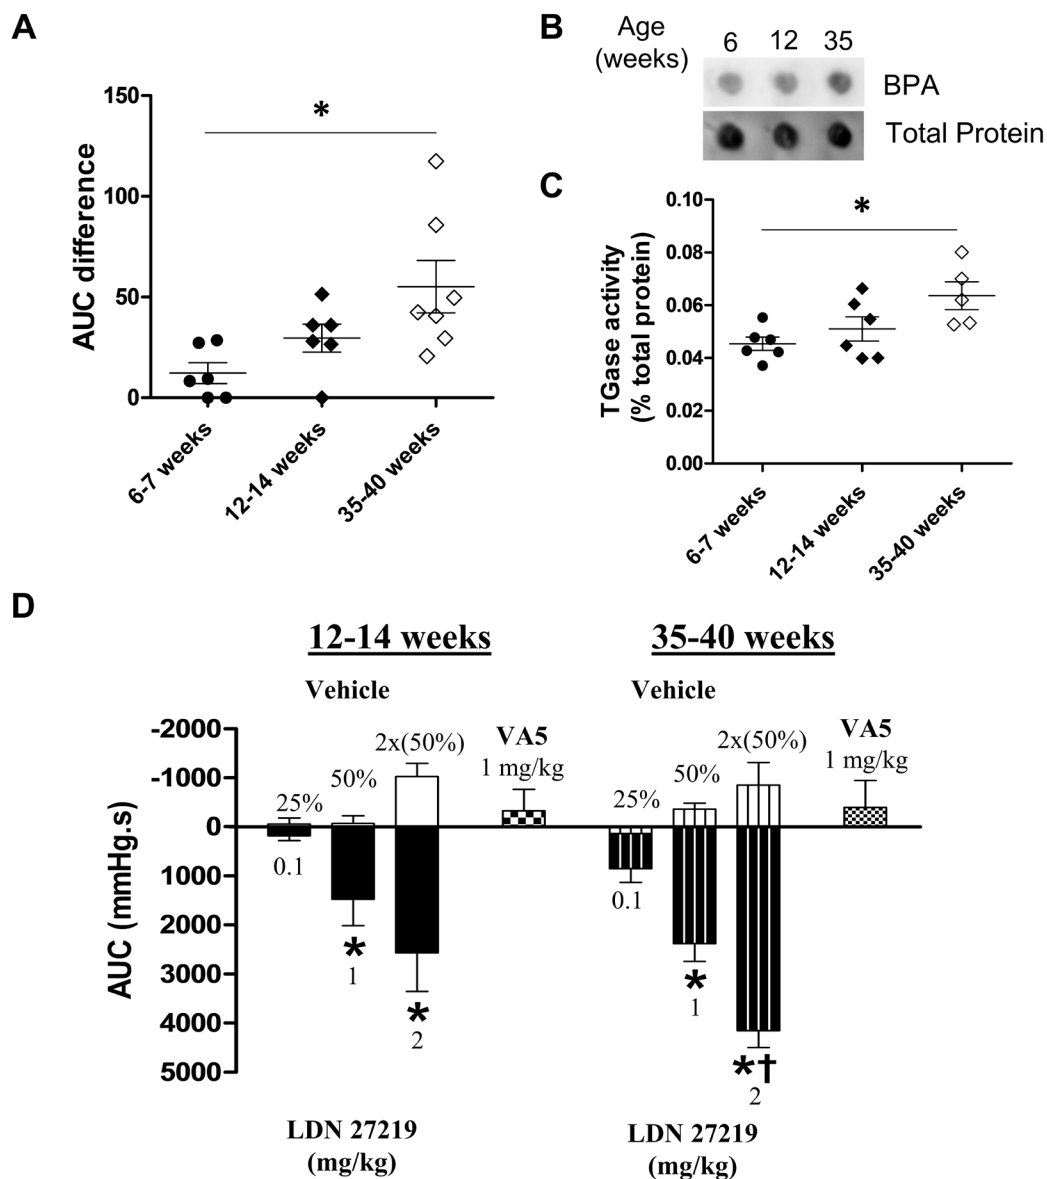 A
AUC difference
150
100
50
0
*
6-7 weeks
12-14 weeks
35-40 weeks
B
Age
(weeks)
6 12 35
BPA
Total Protein
C
TGase activity
(% total protein)
0.10
0.08
0.06
0.04
0.02
0.00
*
6-7 weeks
12-14 weeks
35-40 weeks
D
12-14 weeks 35-40 weeks
Vehicle Vehicle
AUC (mmHg.s)
-2000
-1000
0
1000
2000
3000
4000
5000
25%
50%
2x(50%)
VA5
1 mg/kg
0.1
*
1
*
2
25%
50%
2x(50%)
VA5
1 mg/kg
0.1
*
1
*†
2
LDN 27219
(mg/kg)
LDN 27219
(mg/kg)